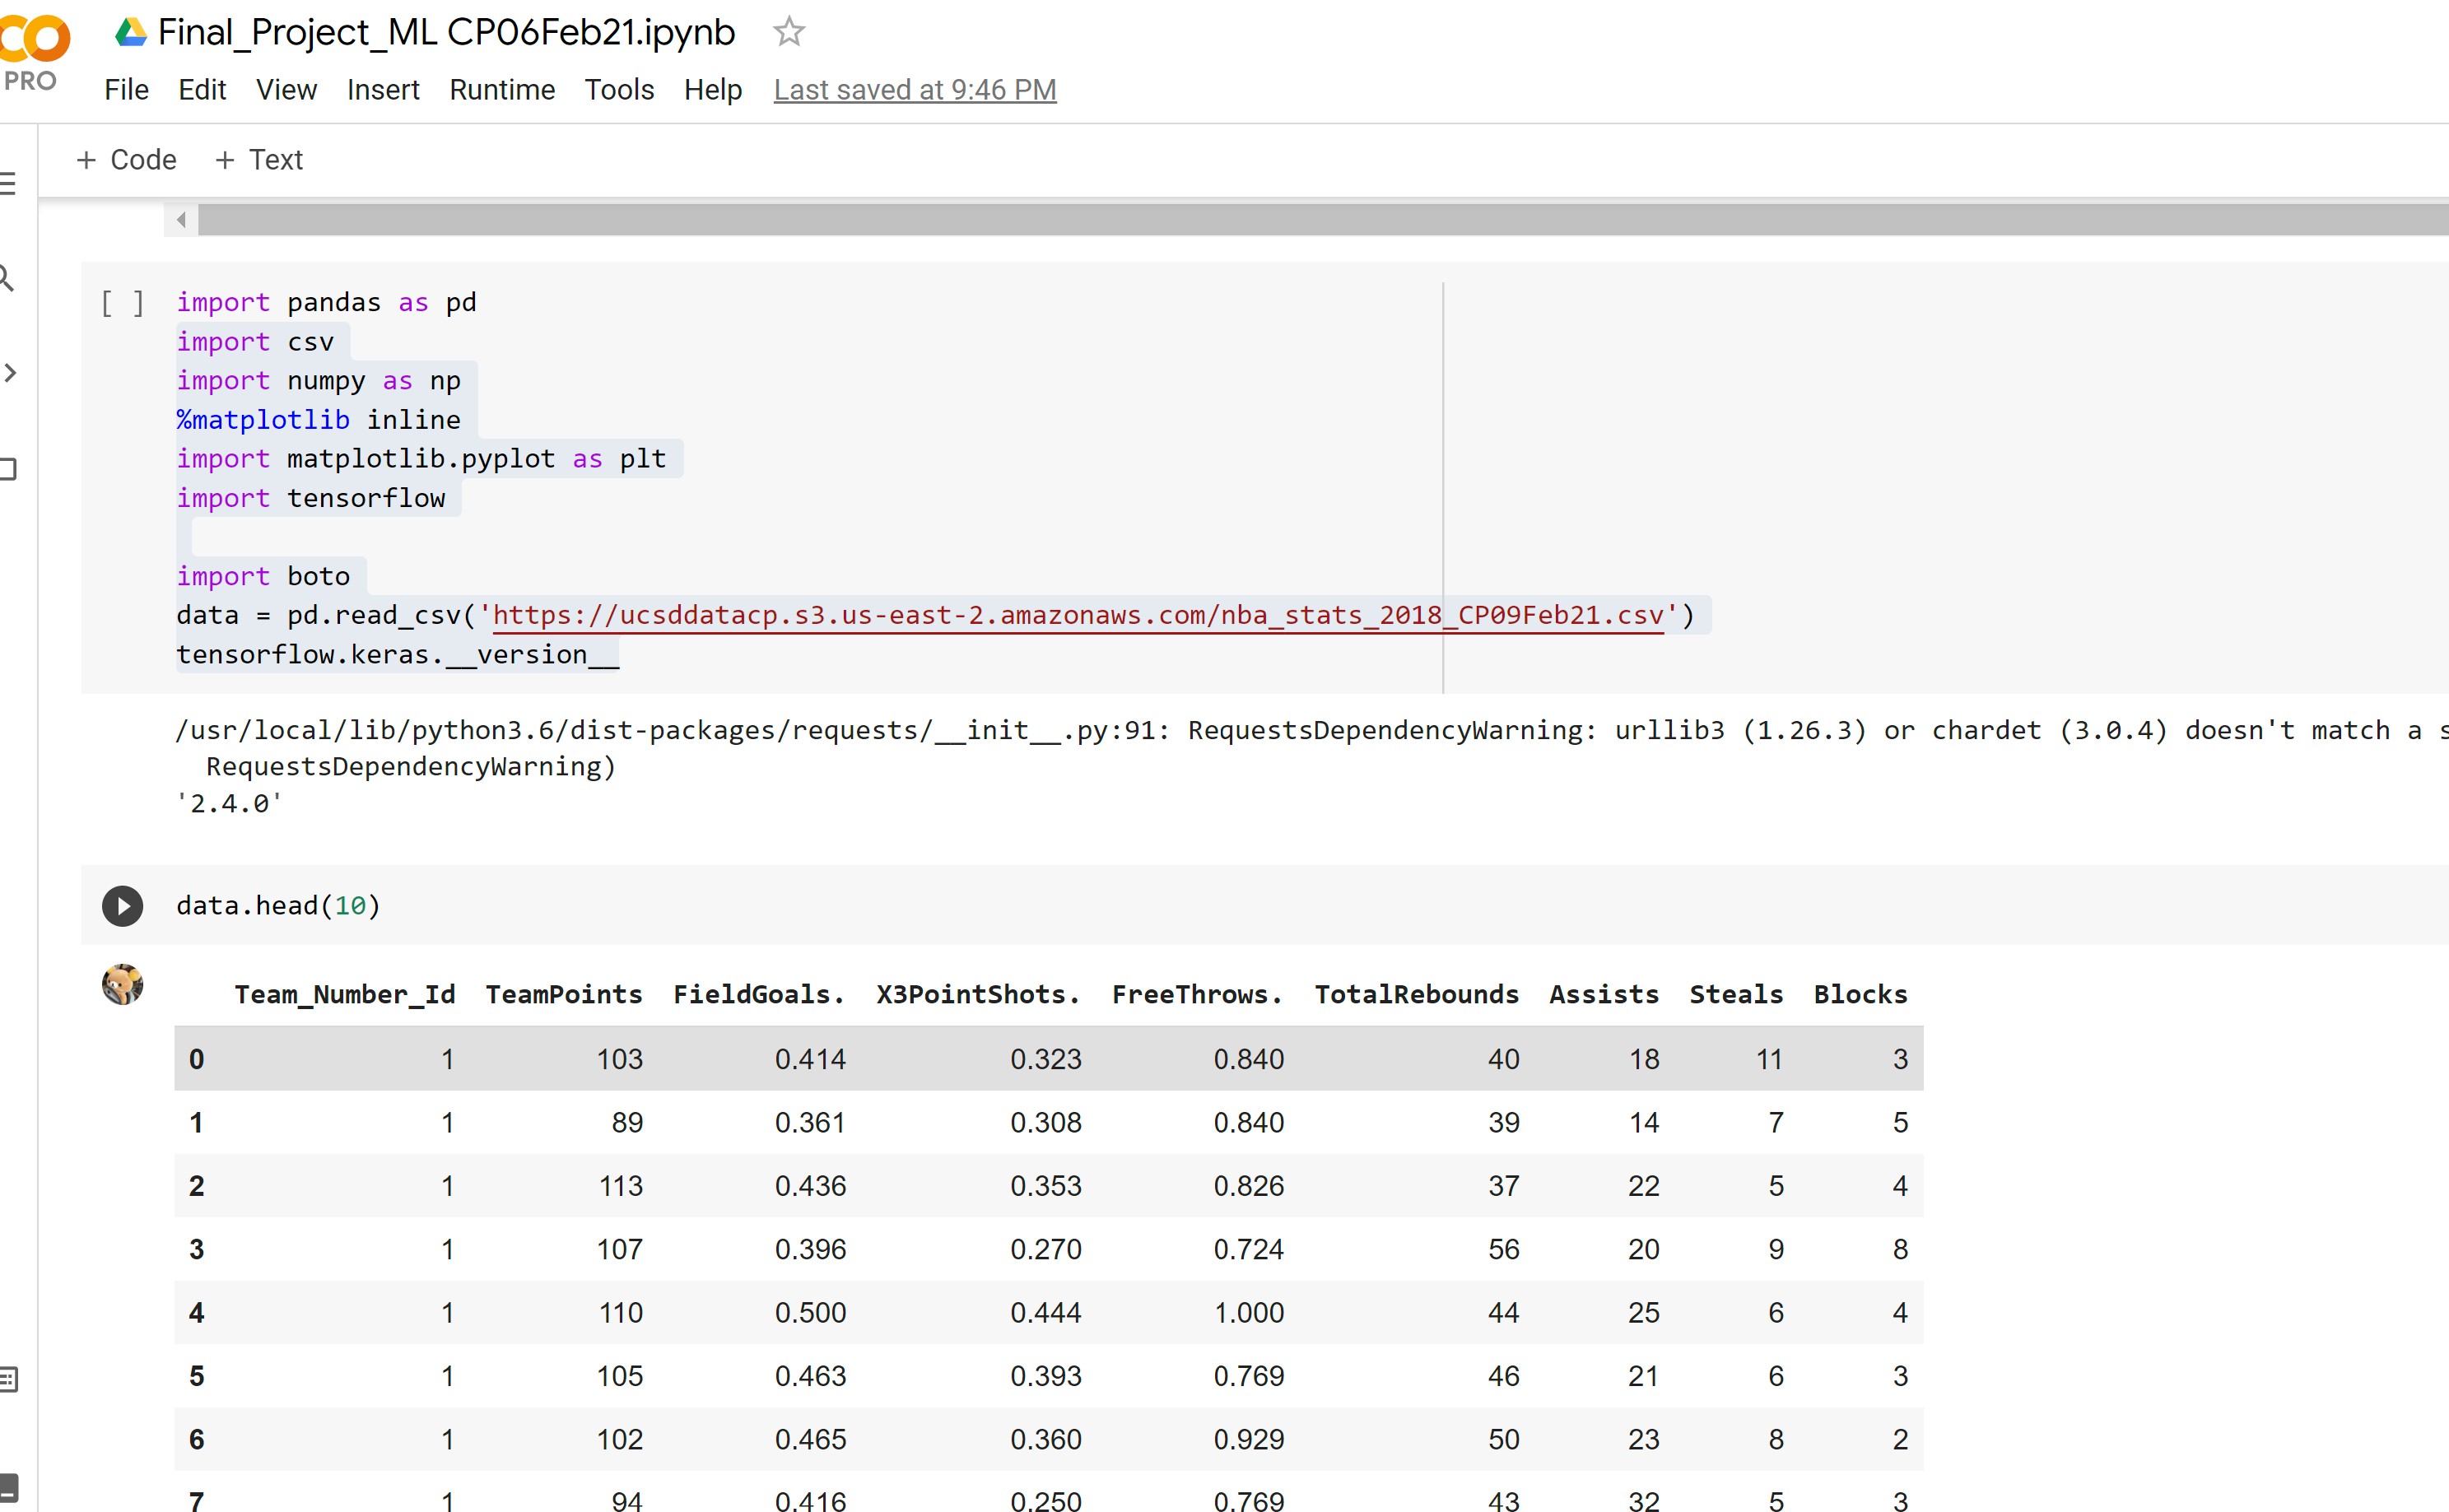 Final_Project_ML CP06Feb21.ipynb
PRO
File Edit View Insert Runtime Tools Help Last saved at 9:46 PM
+ Code + Text
[ ] import pandas as pd
import csv
import numpy as np
%matplotlib inline
import matplotlib.pyplot as plt
import tensorflow
import boto
data = pd.read_csv('https://ucsddatacp.s3.us-east-2.amazonaws.com/nba_stats_2018_CP09Feb21.csv')
tensorflow.keras.__version__
/usr/local/lib/python3.6/dist-packages/requests/__init__.py:91: RequestsDependencyWarning: urllib3 (1.26.3) or chardet (3.0.4) doesn't match a s
RequestsDependencyWarning)
'2.4.0'
data.head(10)
Team_Number_Id TeamPoints FieldGoals. X3PointShots. FreeThrows. TotalRebounds Assists Steals Blocks
0 1 103 0.414 0.323 0.840 40 18 11 3
1 1 89 0.361 0.308 0.840 39 14 7 5
2 1 113 0.436 0.353 0.826 37 22 5 4
3 1 107 0.396 0.270 0.724 56 20 9 8
4 1 110 0.500 0.444 1.000 44 25 6 4
5 1 105 0.463 0.393 0.769 46 21 6 3
6 1 102 0.465 0.360 0.929 50 23 8 2
7 1 94 0.416 0.250 0.769 43 32 5 3